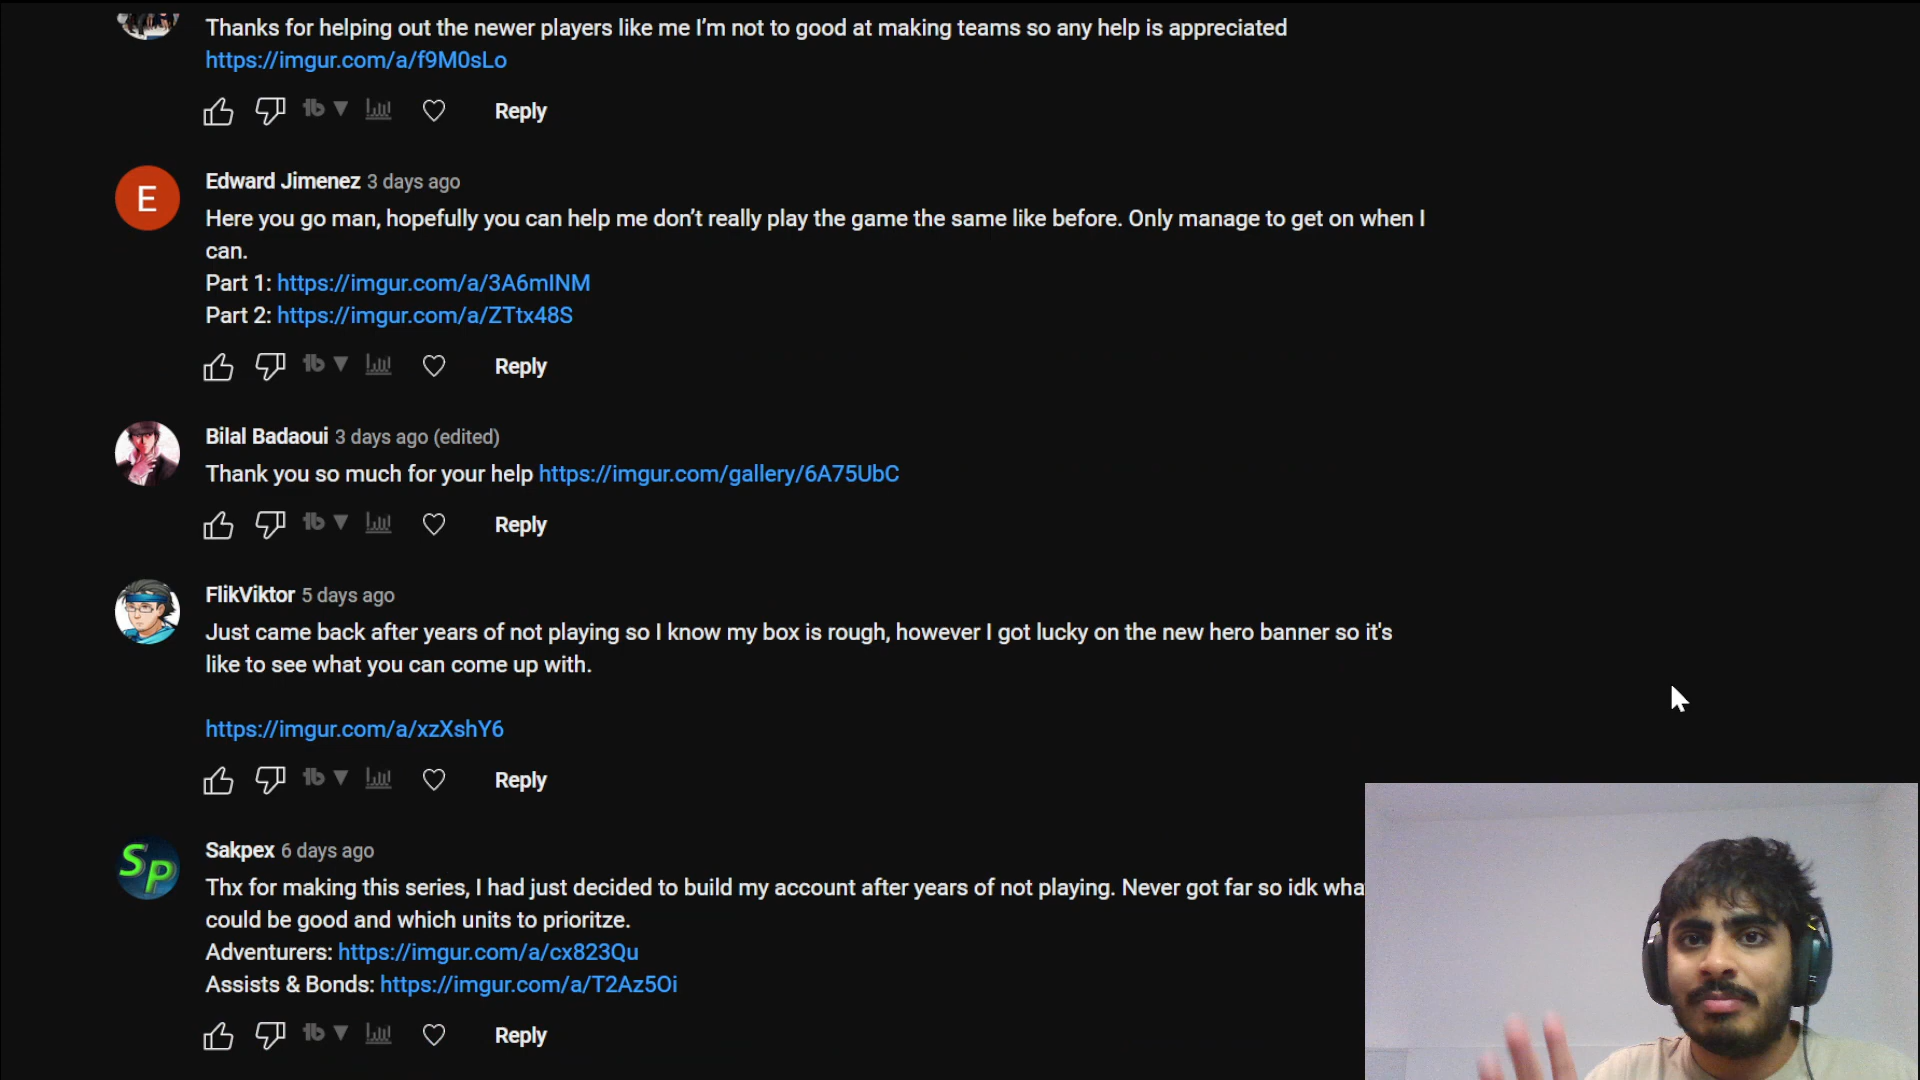 Thanks for helping out the newer players like me I’m not to good at making teams so any help is appreciated
https://imgur.com/a/f9M0sLo
Reply
E
Edward Jimenez 3 days ago
Here you go man, hopefully you can help me don’t really play the game the same like before. Only manage to get on when I
can.
Part 1: https://imgur.com/a/3A6mINM
Part 2: https://imgur.com/a/ZTtx48S
Reply
Bilal Badaoui 3 days ago (edited)
Thank you so much for your help https://imgur.com/gallery/6A75UbC
Reply
FlikViktor 5 days ago
Just came back after years of not playing so I know my box is rough, however I got lucky on the new hero banner so it's
like to see what you can come up with.
https://imgur.com/a/xzXshY6
Reply
SP
Sakpex 6 days ago
Thx for making this series, I had just decided to build my account after years of not playing. Never got far so idk wha
could be good and which units to prioritze.
Adventurers: https://imgur.com/a/cx823Qu
Assists & Bonds: https://imgur.com/a/T2Az5Oi
Reply